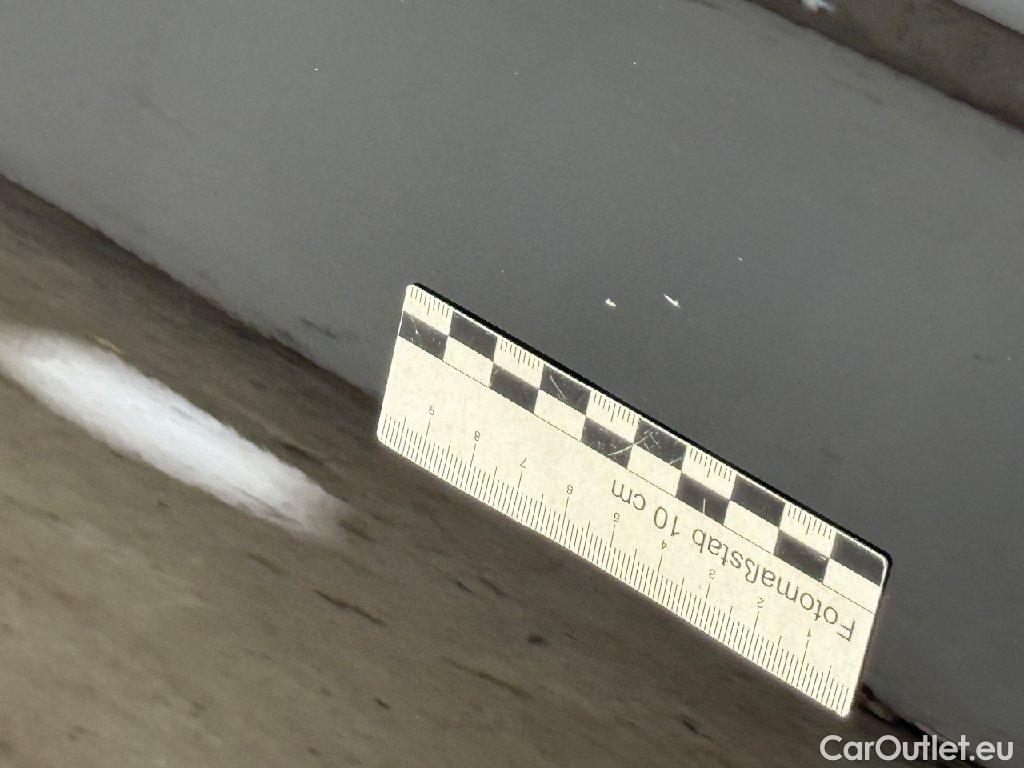 Fotomaßstab 10 cm
1 2 3 4 5 6 7 8 9
CarOutlet.eu